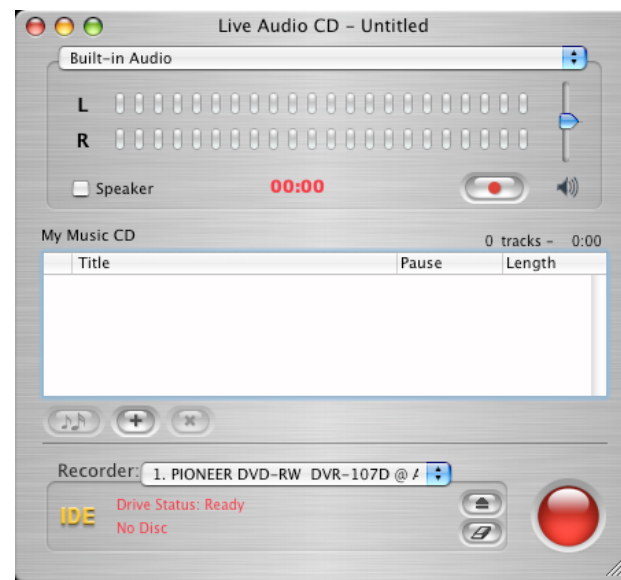 Live Audio CD – Untitled
Built-in Audio
L
R
Speaker 00:00
My Music CD 0 tracks – 0:00
Title Pause Length
Recorder: 1. PIONEER DVD-RW DVR-107D @
IDE Drive Status: Ready
No Disc